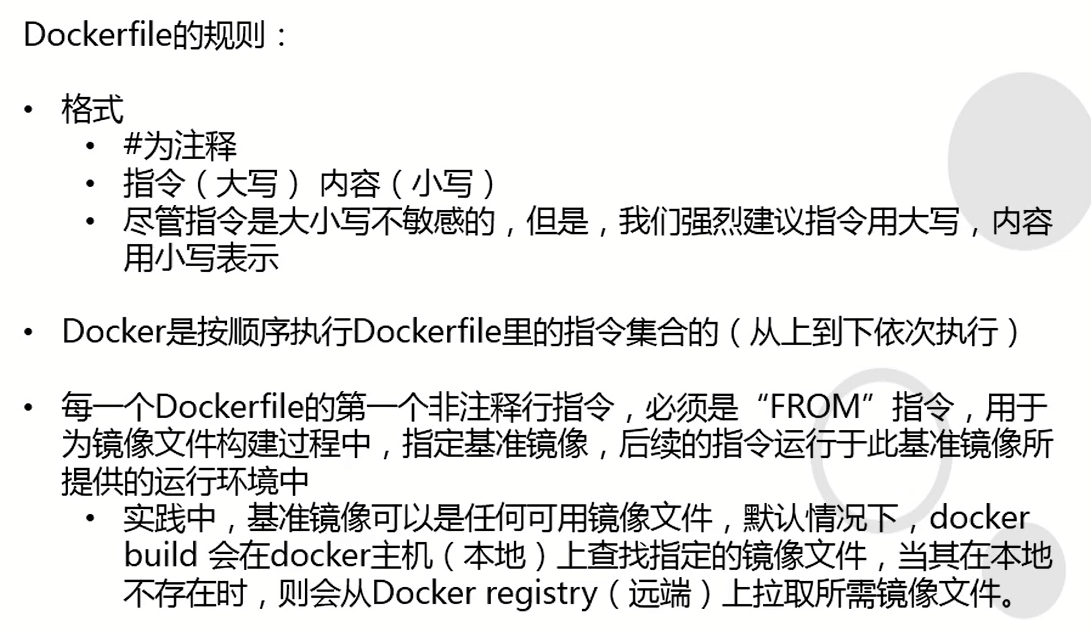 Dockerfile的规则：
• 格式
• #为注释
• 指令（大写） 内容（小写）
• 尽管指令是大小写不敏感的，但是，我们强烈建议指令用大写，内容
用小写表示
• Docker是按顺序执行Dockerfile里的指令集合的（从上到下依次执行）
• 每一个Dockerfile的第一个非注释行指令，必须是“FROM”指令，用于
为镜像文件构建过程中，指定基准镜像，后续的指令运行于此基准镜像所
提供的运行环境中
• 实践中，基准镜像可以是任何可用镜像文件，默认情况下，docker
build 会在docker主机（本地）上查找指定的镜像文件，当其在本地
不存在时，则会从Docker registry（远端）上拉取所需镜像文件。